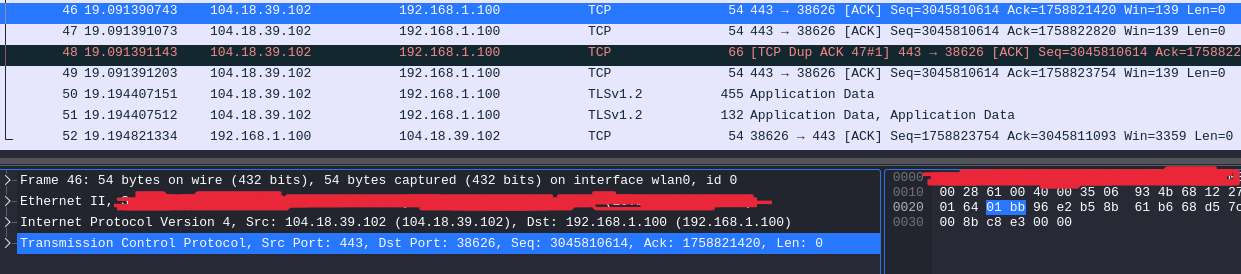 46 19.091390743 104.18.39.102 192.168.1.100 TCP 54 443 → 38626 [ACK] Seq=3045810614 Ack=1758821420 Win=139 Len=0
47 19.091391073 104.18.39.102 192.168.1.100 TCP 54 443 → 38626 [ACK] Seq=3045810614 Ack=1758822820 Win=139 Len=0
48 19.091391143 104.18.39.102 192.168.1.100 TCP 66 [TCP Dup ACK 47#1] 443 → 38626 [ACK] Seq=3045810614 Ack=1758822
49 19.091391203 104.18.39.102 192.168.1.100 TCP 54 443 → 38626 [ACK] Seq=3045810614 Ack=1758823754 Win=139 Len=0
50 19.194407151 104.18.39.102 192.168.1.100 TLSv1.2 455 Application Data
51 19.194407512 104.18.39.102 192.168.1.100 TLSv1.2 132 Application Data, Application Data
52 19.194821334 192.168.1.100 104.18.39.102 TCP 54 38626 → 443 [ACK] Seq=1758823754 Ack=3045811093 Win=3359 Len=0
Frame 46: 54 bytes on wire (432 bits), 54 bytes captured (432 bits) on interface wlan0, id 0
Ethernet II,
Internet Protocol Version 4, Src: 104.18.39.102 (104.18.39.102), Dst: 192.168.1.100 (192.168.1.100)
Transmission Control Protocol, Src Port: 443, Dst Port: 38626, Seq: 3045810614, Ack: 1758821420, Len: 0
0000
0010 00 28 61 00 40 00 35 06 93 4b 68 12 27
0020 01 64 01 bb 96 e2 b5 8b 61 b6 68 d5 7c
0030 00 8b c8 e3 00 00